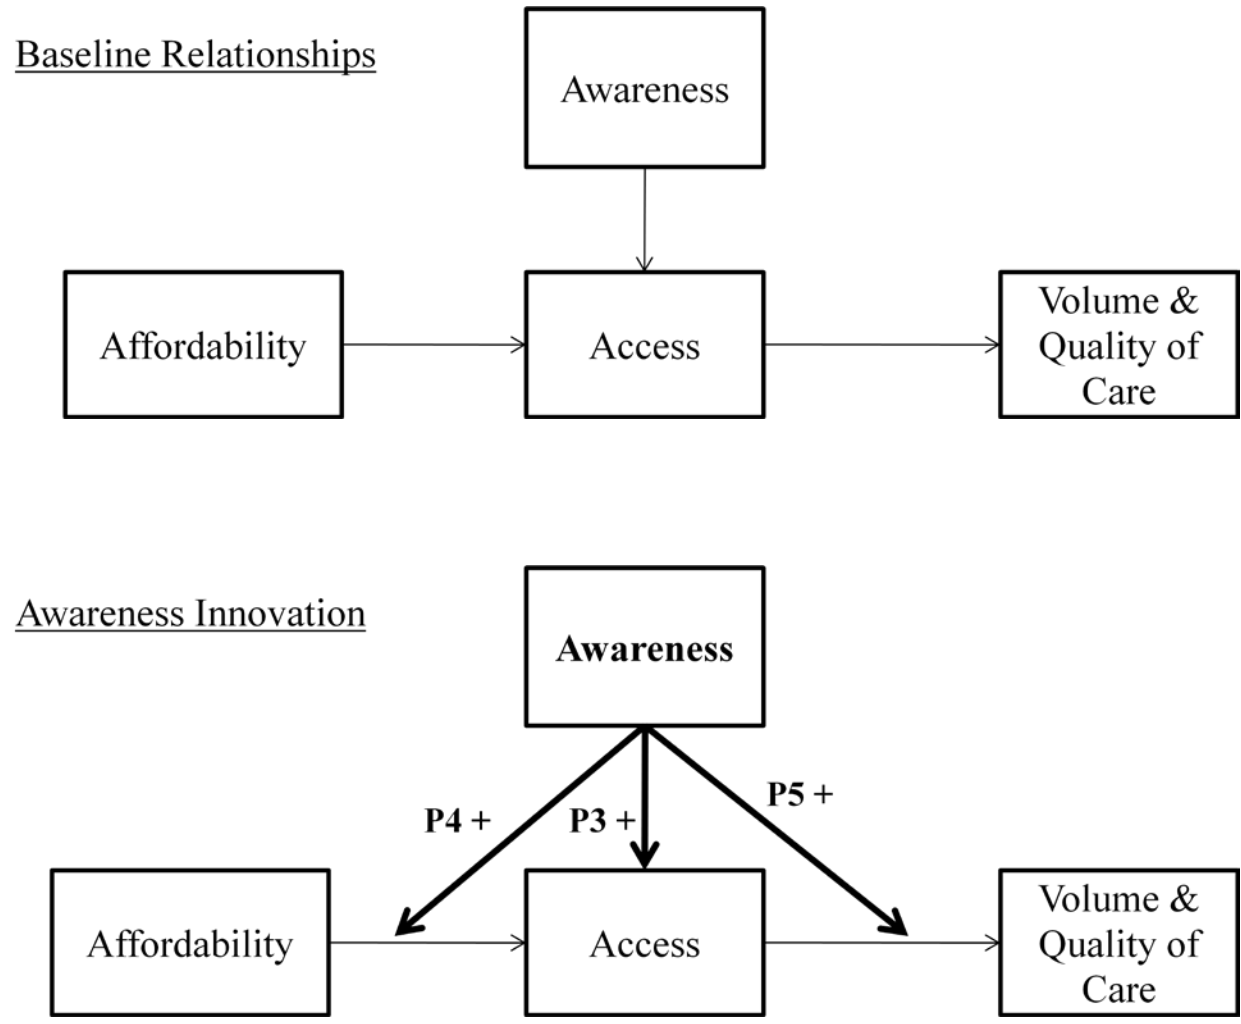 Baseline Relationships
Awareness
Affordability
Access
Volume &
Quality of
Care
Awareness Innovation
Awareness
P4 +
P3 +
P5 +
Affordability
Access
Volume &
Quality of
Care